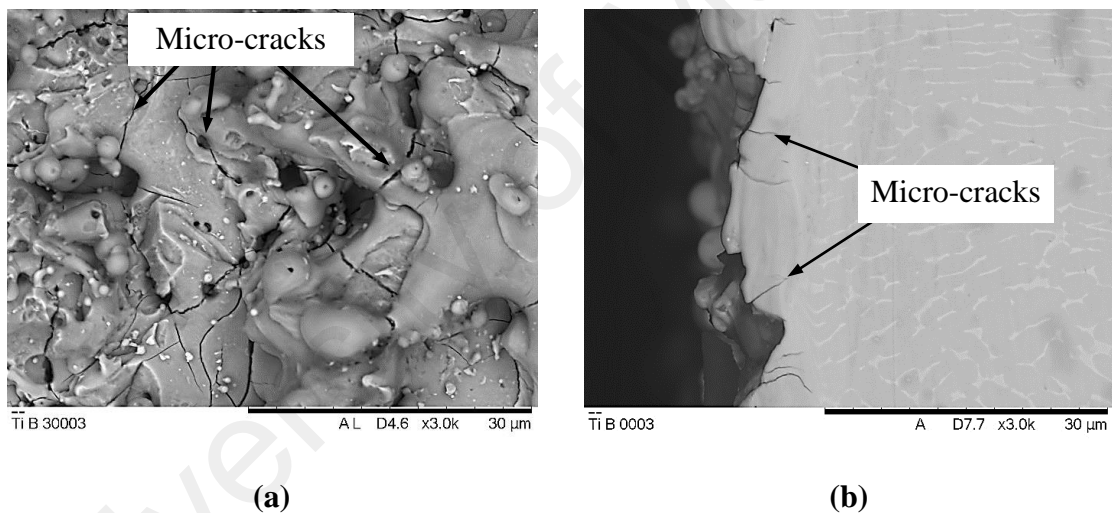 Micro-cracks
Micro-cracks
Ti B 30003 AL D4.6 x3.0k 30 µm
Ti B 0003 A D7.7 x3.0k 30 µm
(a)
(b)